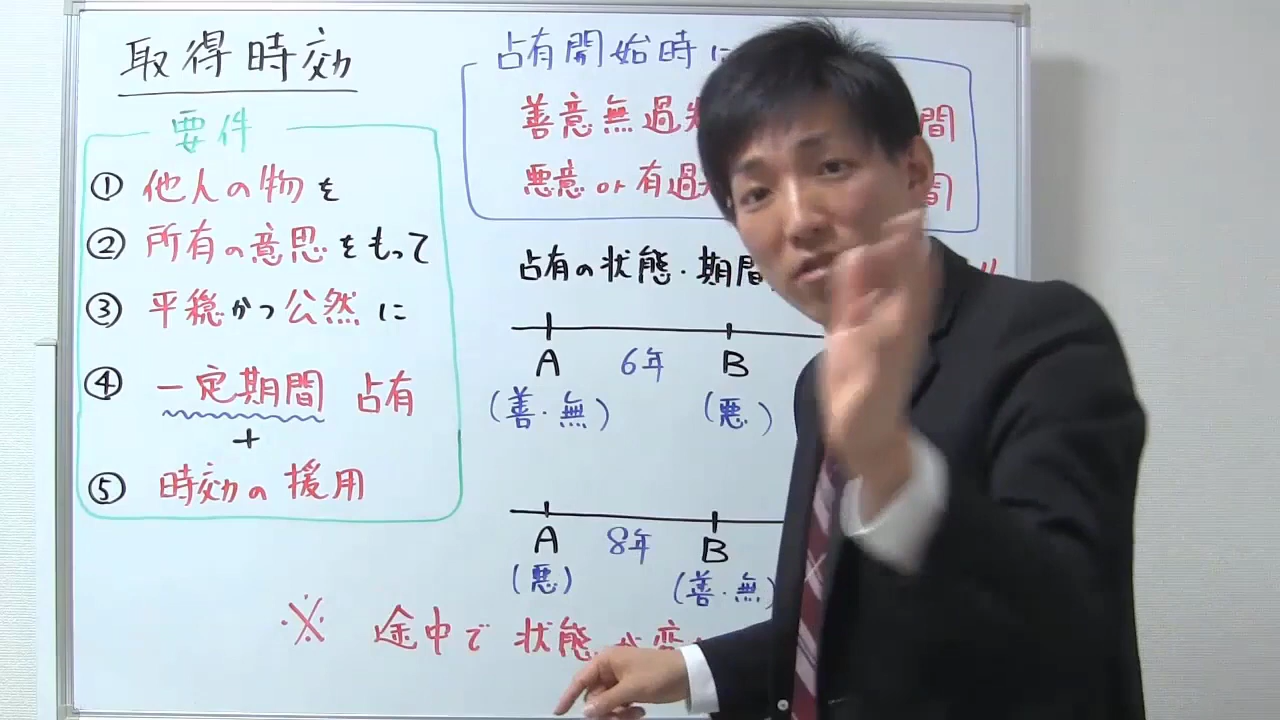 取得時効
要件
① 他人の物を
② 所有の意思をもって
③ 平穏かつ公然に
④ 一定期間 占有
+
⑤ 時効の援用
占有開始時に
善意無過失 間
悪意 or 有過失 間
占有の状態・期間
A 6年 B
(善・無) (悪)
A 8年 B
(悪) (善・無)
※ 途中で 状態が変